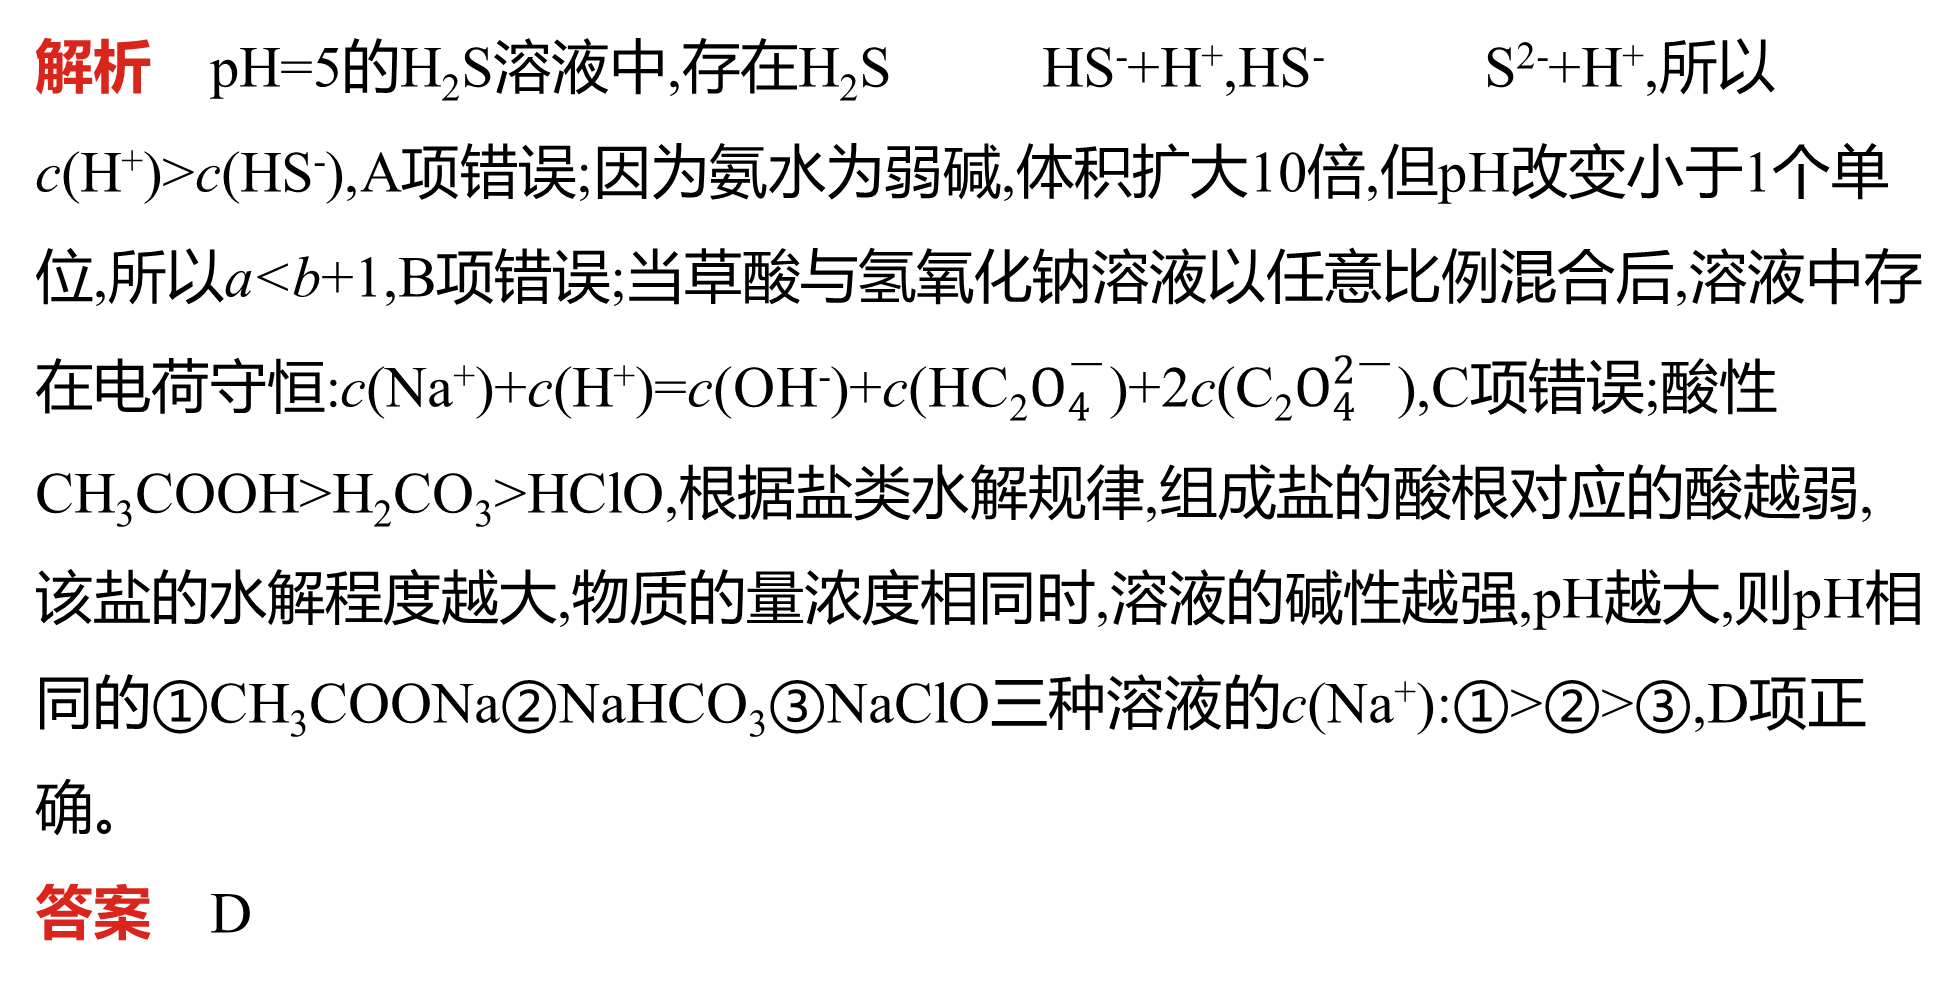 解析 pH=5的H₂S溶液中,存在H₂S HS⁻+H⁺,HS⁻ S²⁻+H⁺,所以
c(H⁺)>c(HS⁻),A项错误;因为氨水为弱碱,体积扩大10倍,但pH改变小于1个单
位,所以a<b+1,B项错误;当草酸与氢氧化钠溶液以任意比例混合后,溶液中存
在电荷守恒:c(Na⁺)+c(H⁺)=c(OH⁻)+c(HC₂O₄⁻)+2c(C₂O₄²⁻),C项错误;酸性
CH₃COOH>H₂CO₃>HClO,根据盐类水解规律,组成盐的酸根对应的酸越弱,
该盐的水解程度越大,物质的量浓度相同时,溶液的碱性越强,pH越大,则pH相
同的①CH₃COONa②NaHCO₃③NaClO三种溶液的c(Na⁺):①>②>③,D项正
确。
答案 D